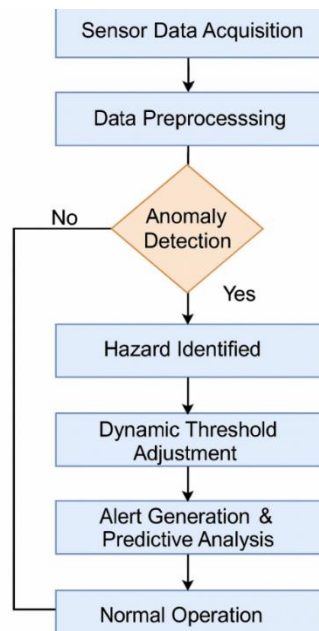 Sensor Data Acquisition
Data Preprocesssing
Anomaly
Detection
No
Yes
Hazard Identified
Dynamic Threshold
Adjustment
Alert Generation &
Predictive Analysis
Normal Operation